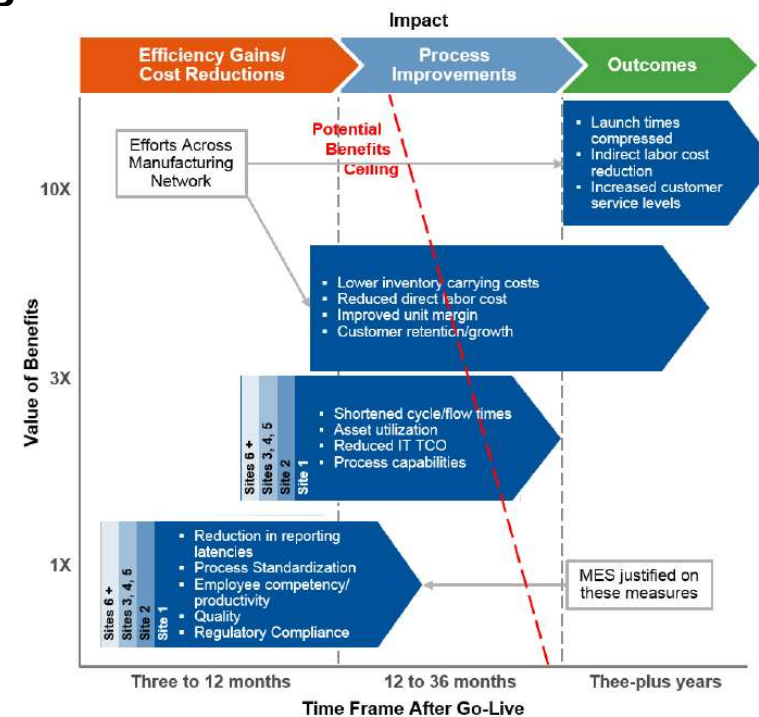 Impact
Efficiency Gains/
Cost Reductions
Process
Improvements
Outcomes
Potential
Benefits
Ceiling
Efforts Across
Manufacturing
Network
▪ Launch times
compressed
▪ Indirect labor cost
reduction
▪ Increased customer
service levels
10X
▪ Lower inventory carrying costs
▪ Reduced direct labor cost
▪ Improved unit margin
▪ Customer retention/growth
Value of Benefits
3X
Sites 6 +
Sites 3, 4, 5
Site 2
Site 1
▪ Shortened cycle/flow times
▪ Asset utilization
▪ Reduced IT TCO
▪ Process capabilities
1X
Sites 6 +
Sites 3, 4, 5
Site 2
Site 1
▪ Reduction in reporting
latencies
▪ Process Standardization
▪ Employee competency/
productivity
▪ Quality
▪ Regulatory Compliance
MES justified on
these measures
Three to 12 months
12 to 36 months
Thee-plus years
Time Frame After Go-Live